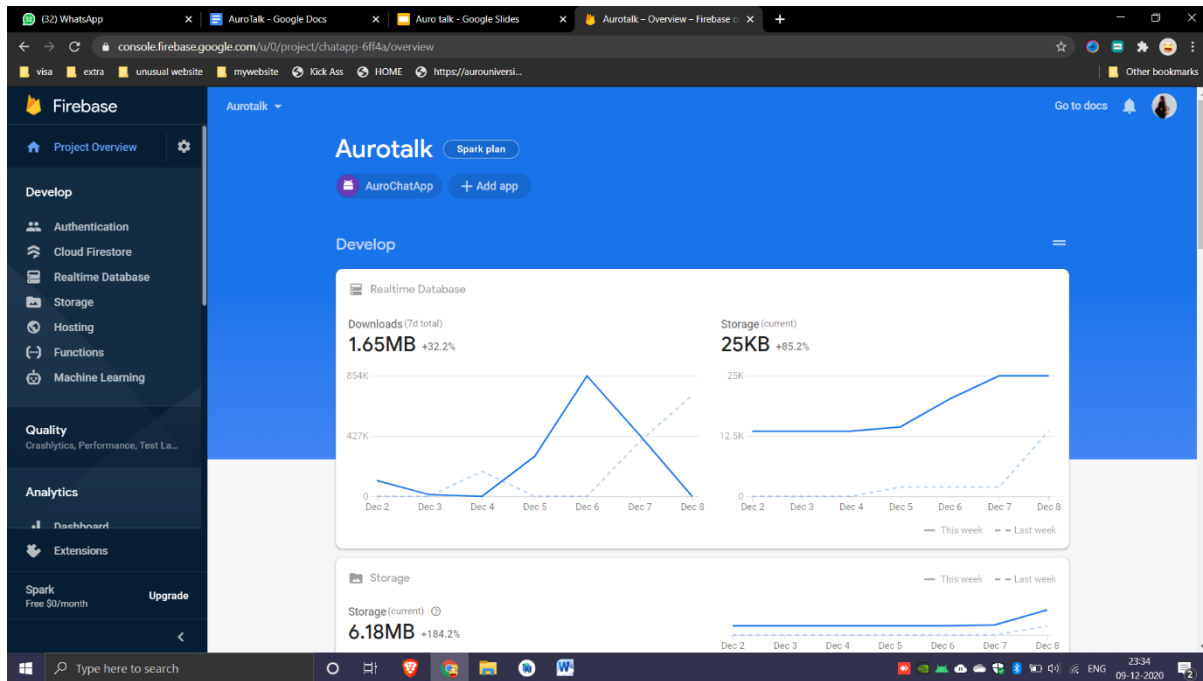 (32) WhatsApp
AuroTalk - Google Docs
Auro talk - Google Slides
Aurotalk – Overview – Firebase c
console.firebase.google.com/u/0/project/chatapp-6ff4a/overview
visa extra unusual website mywebsite Kick Ass HOME https://aurouniversi... Other bookmarks
Firebase
Aurotalk
Go to docs
Project Overview
Aurotalk Spark plan
AuroChatApp + Add app
Develop
Authentication
Cloud Firestore
Realtime Database
Storage
Hosting
Functions
Machine Learning
Quality
Crashlytics, Performance, Test La...
Analytics
Dashboard
Extensions
Spark
Free $0/month
Upgrade
Develop
Realtime Database
Downloads (7d total)
1.65MB +32.2%
854K
427K
0
Dec 2 Dec 3 Dec 4 Dec 5 Dec 6 Dec 7 Dec 8
Storage (current)
25KB +85.2%
25K
12.5K
0
Dec 2 Dec 3 Dec 4 Dec 5 Dec 6 Dec 7 Dec 8
This week Last week
Storage
This week Last week
Storage (current)
6.18MB +184.2%
Dec 2 Dec 3 Dec 4 Dec 5 Dec 6 Dec 7 Dec 8
Type here to search
ENG
23:34
09-12-2020